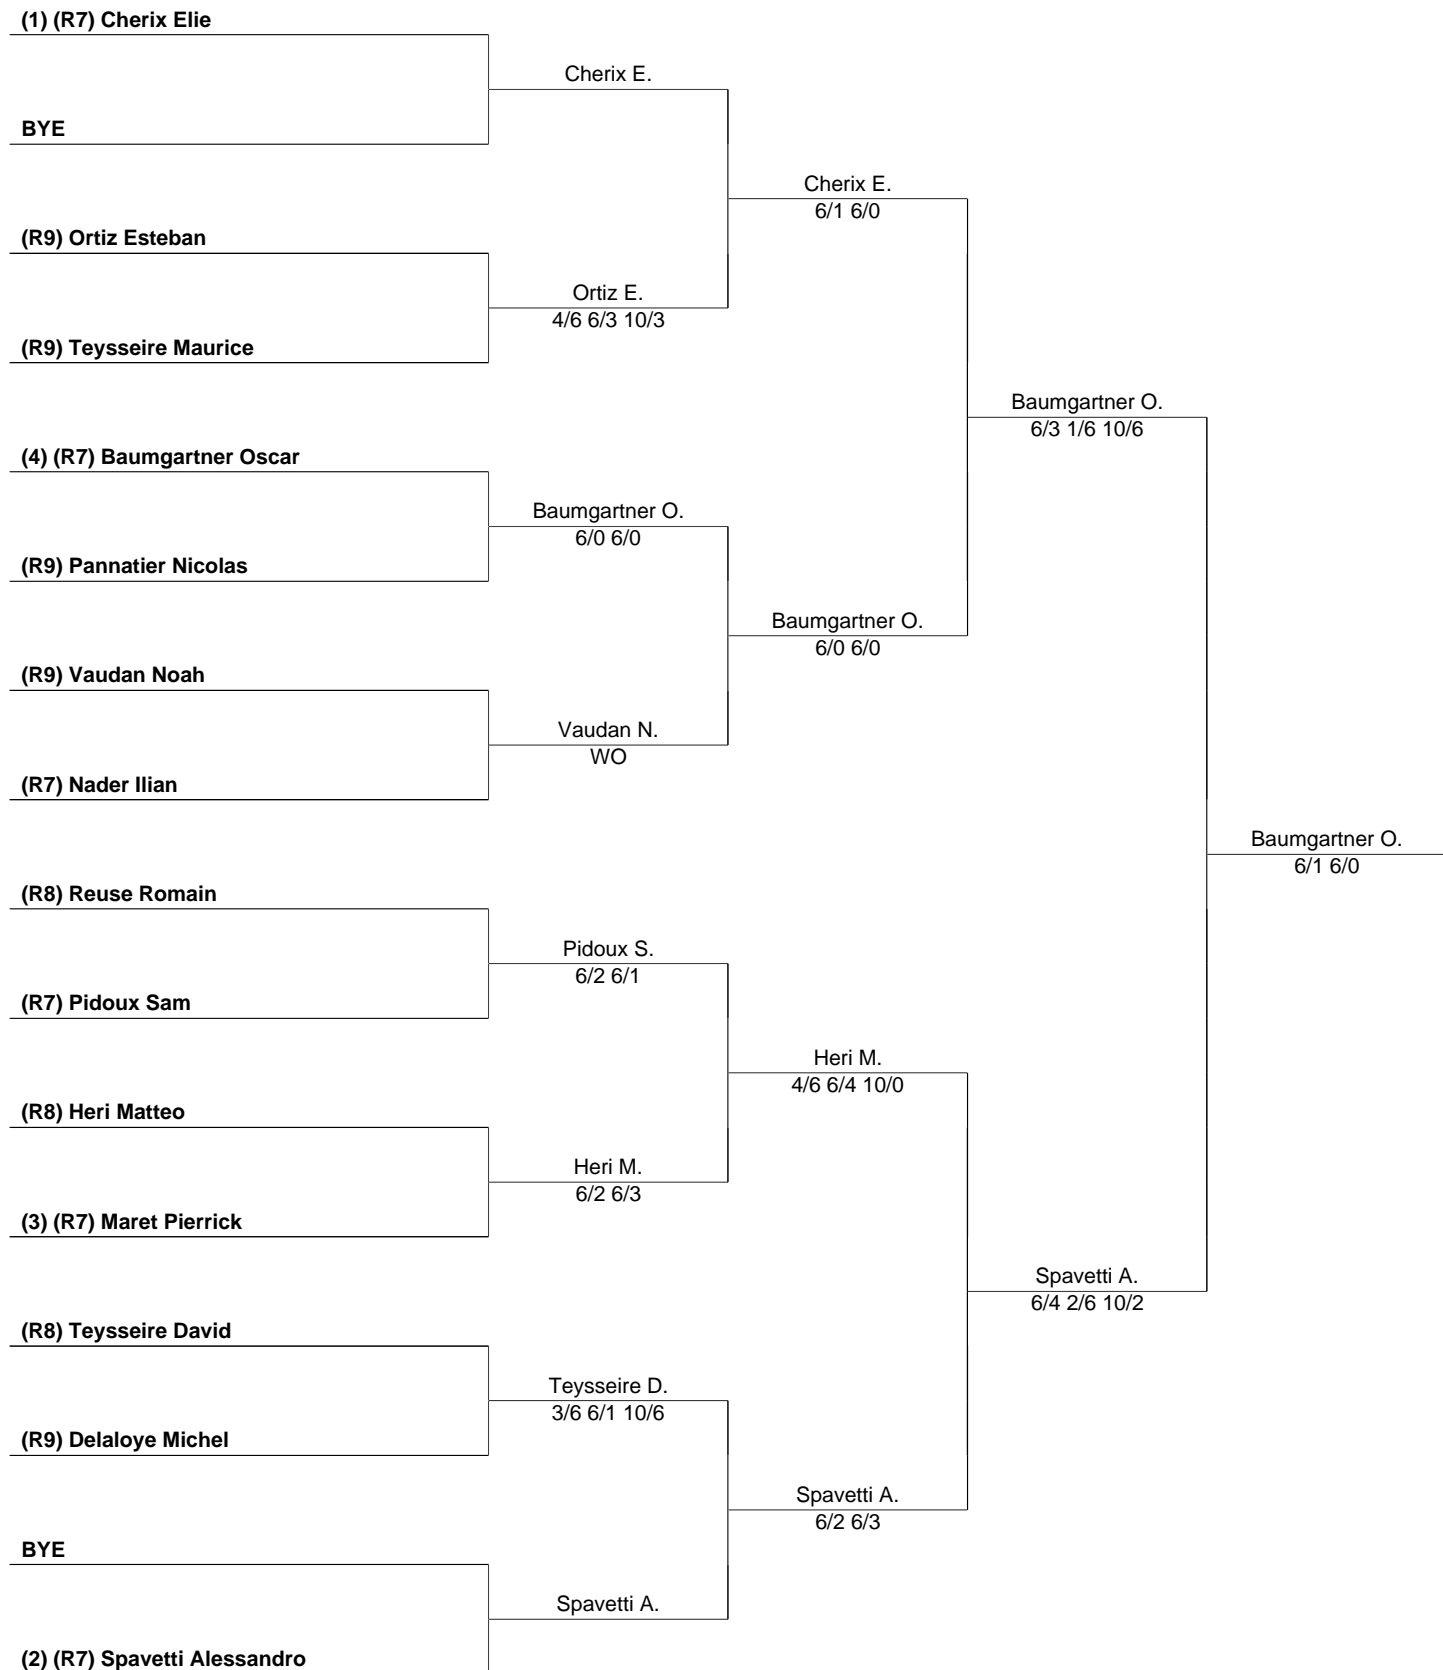 (1) (R7) Cherix Elie
Cherix E.
BYE
Cherix E.
6/1 6/0
(R9) Ortiz Esteban
Ortiz E.
4/6 6/3 10/3
(R9) Teysseire Maurice
Baumgartner O.
6/3 1/6 10/6
(4) (R7) Baumgartner Oscar
Baumgartner O.
6/0 6/0
(R9) Pannatier Nicolas
Baumgartner O.
6/0 6/0
(R9) Vaudan Noah
Vaudan N.
WO
(R7) Nader Ilian
Baumgartner O.
6/1 6/0
(R8) Reuse Romain
Pidoux S.
6/2 6/1
(R7) Pidoux Sam
Heri M.
4/6 6/4 10/0
(R8) Heri Matteo
Heri M.
6/2 6/3
(3) (R7) Maret Pierrick
Spavetti A.
6/4 2/6 10/2
(R8) Teysseire David
Teysseire D.
3/6 6/1 10/6
(R9) Delaloye Michel
Spavetti A.
6/2 6/3
BYE
Spavetti A.
(2) (R7) Spavetti Alessandro